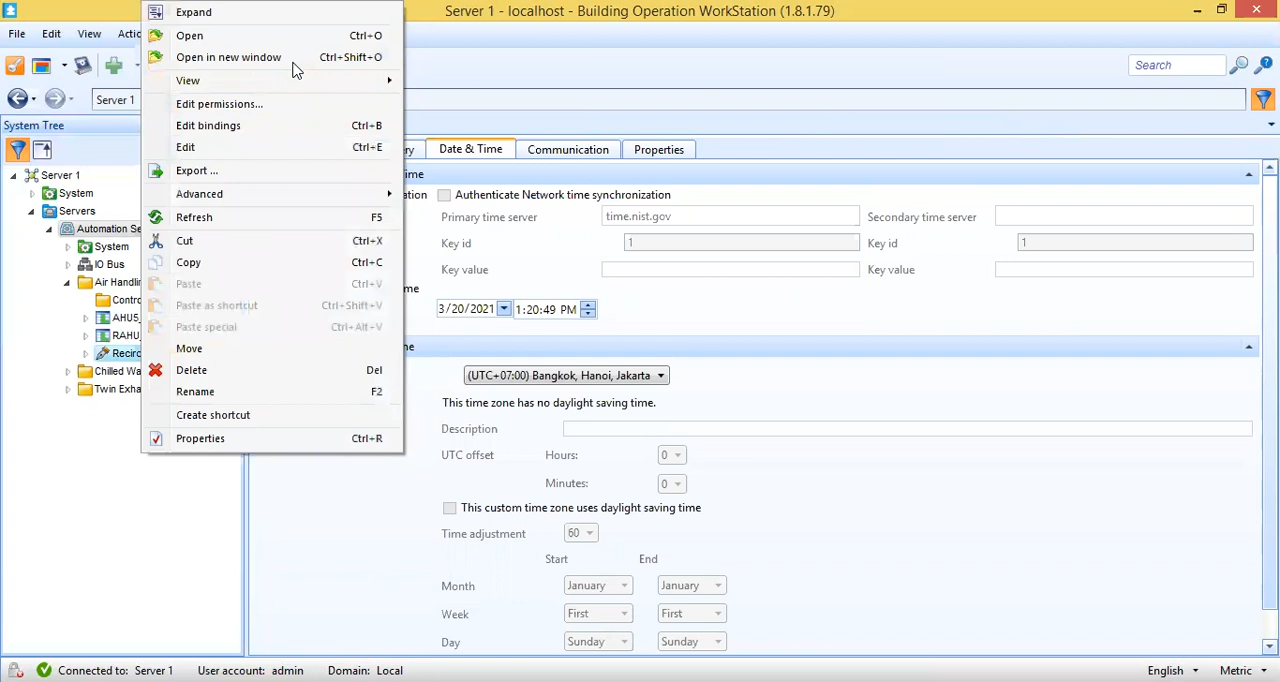 Server 1 - localhost - Building Operation WorkStation (1.8.1.79)
File Edit View
Search
Server 1
System Tree
Server 1
System
Servers
System
IO Bus
Expand
Open Ctrl+O
Open in new window Ctrl+Shift+O
View
Edit permissions...
Edit bindings Ctrl+B
Edit Ctrl+E
Export ...
Advanced
Refresh F5
Cut Ctrl+X
Copy Ctrl+C
Paste Ctrl+V
Paste as shortcut Ctrl+Shift+V
Paste special Ctrl+Alt+V
Move
Delete Del
Rename F2
Create shortcut
Properties Ctrl+R
Date & Time Communication Properties
Authenticate Network time synchronization
Primary time server time.nist.gov Secondary time server
Key id 1 Key id 1
Key value Key value
3/20/2021 1:20:49 PM
(UTC+07:00) Bangkok, Hanoi, Jakarta
This time zone has no daylight saving time.
Description
UTC offset Hours: 0
Minutes: 0
This custom time zone uses daylight saving time
Time adjustment 60
Start End
Month January January
Week First First
Day Sunday Sunday
Connected to: Server 1 User account: admin Domain: Local English Metric